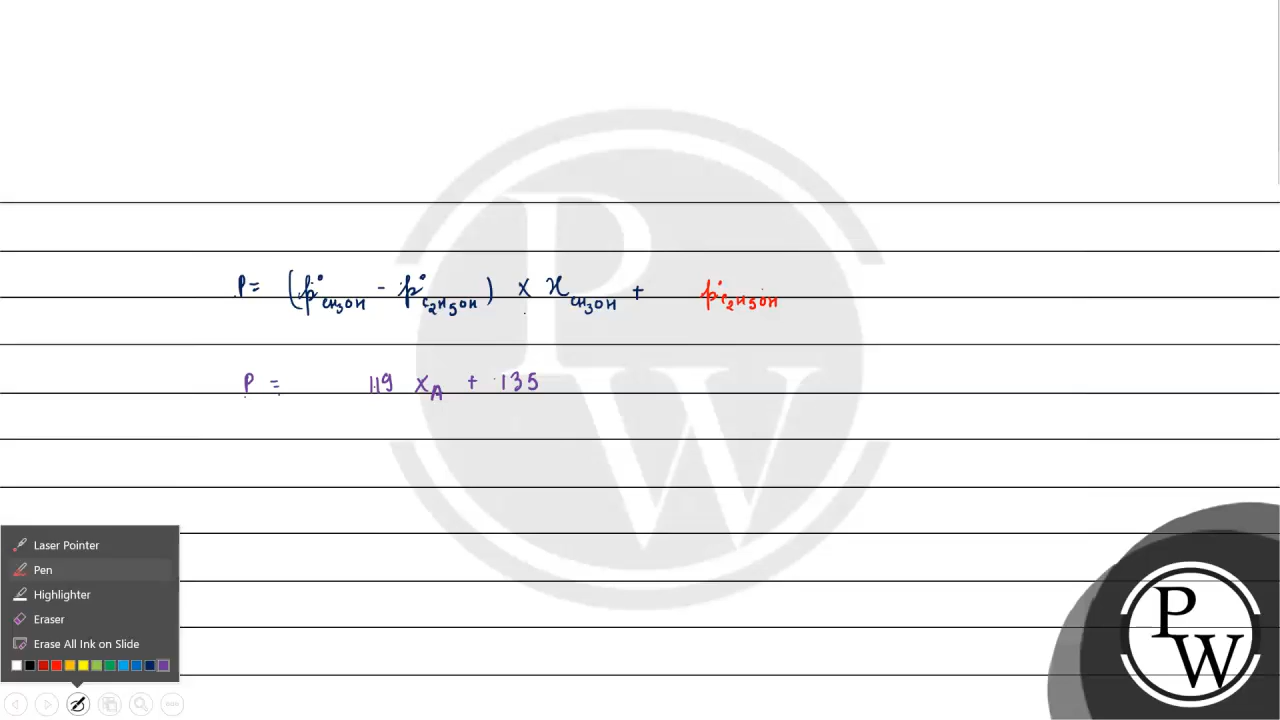 P = (p°CH₃OH - p°C₂H₅OH) × xCH₃OH + p°C₂H₅OH
P = 119 xA + 135
Laser Pointer
Pen
Highlighter
Eraser
Erase All Ink on Slide
P
W
P
W